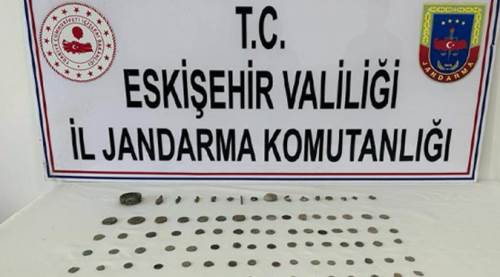 T.C.
ESKİŞEHİR VALİLİĞİ
İL JANDARMA KOMUTANLIĞI
JANDARMA